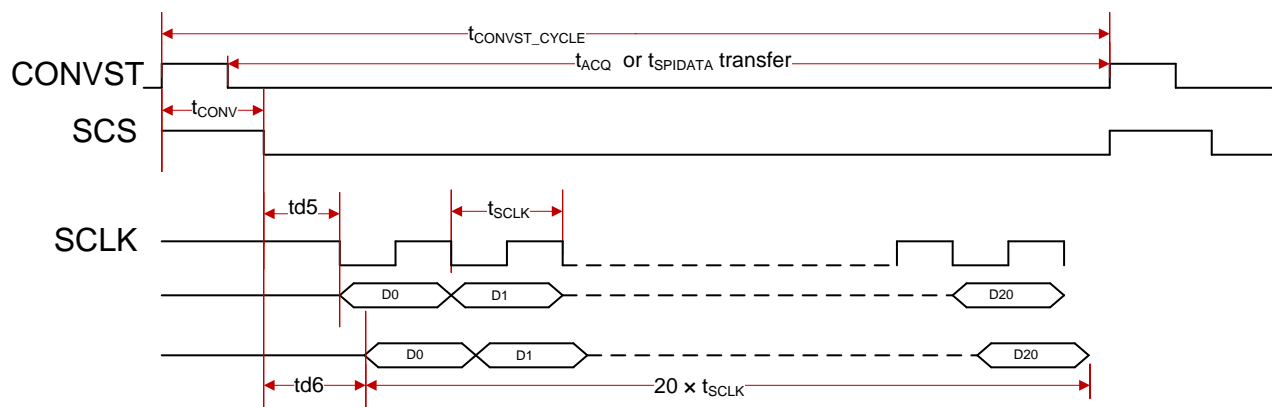 tCONVST_CYCLE
CONVST
tACQ or tSPIDATA transfer
tCONV
SCS
td5
tSCLK
SCLK
D0
D1
D20
D0
D1
D20
td6
20 × tSCLK